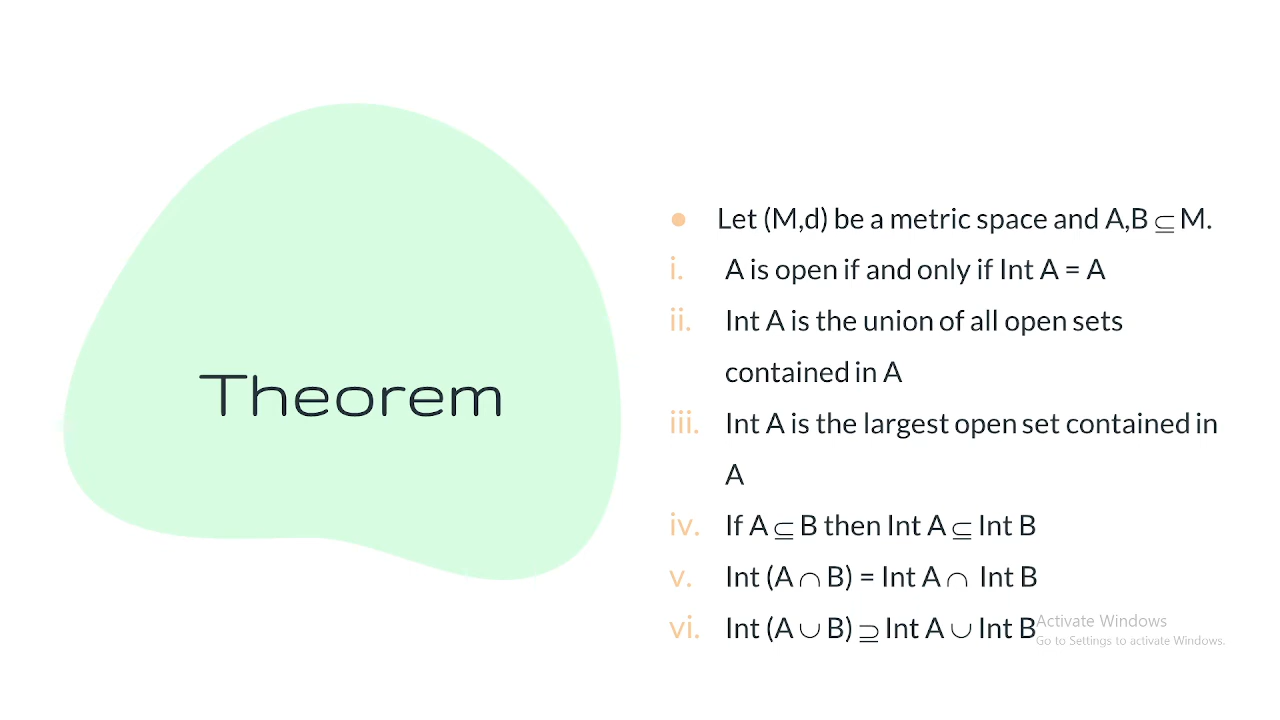 Theorem
● Let (M,d) be a metric space and A,B ⊆ M.
i. A is open if and only if Int A = A
ii. Int A is the union of all open sets
contained in A
iii. Int A is the largest open set contained in
A
iv. If A ⊆ B then Int A ⊆ Int B
v. Int (A ∩ B) = Int A ∩ Int B
vi. Int (A ∪ B) ⊇ Int A ∪ Int B
Activate Windows
Go to Settings to activate Windows.